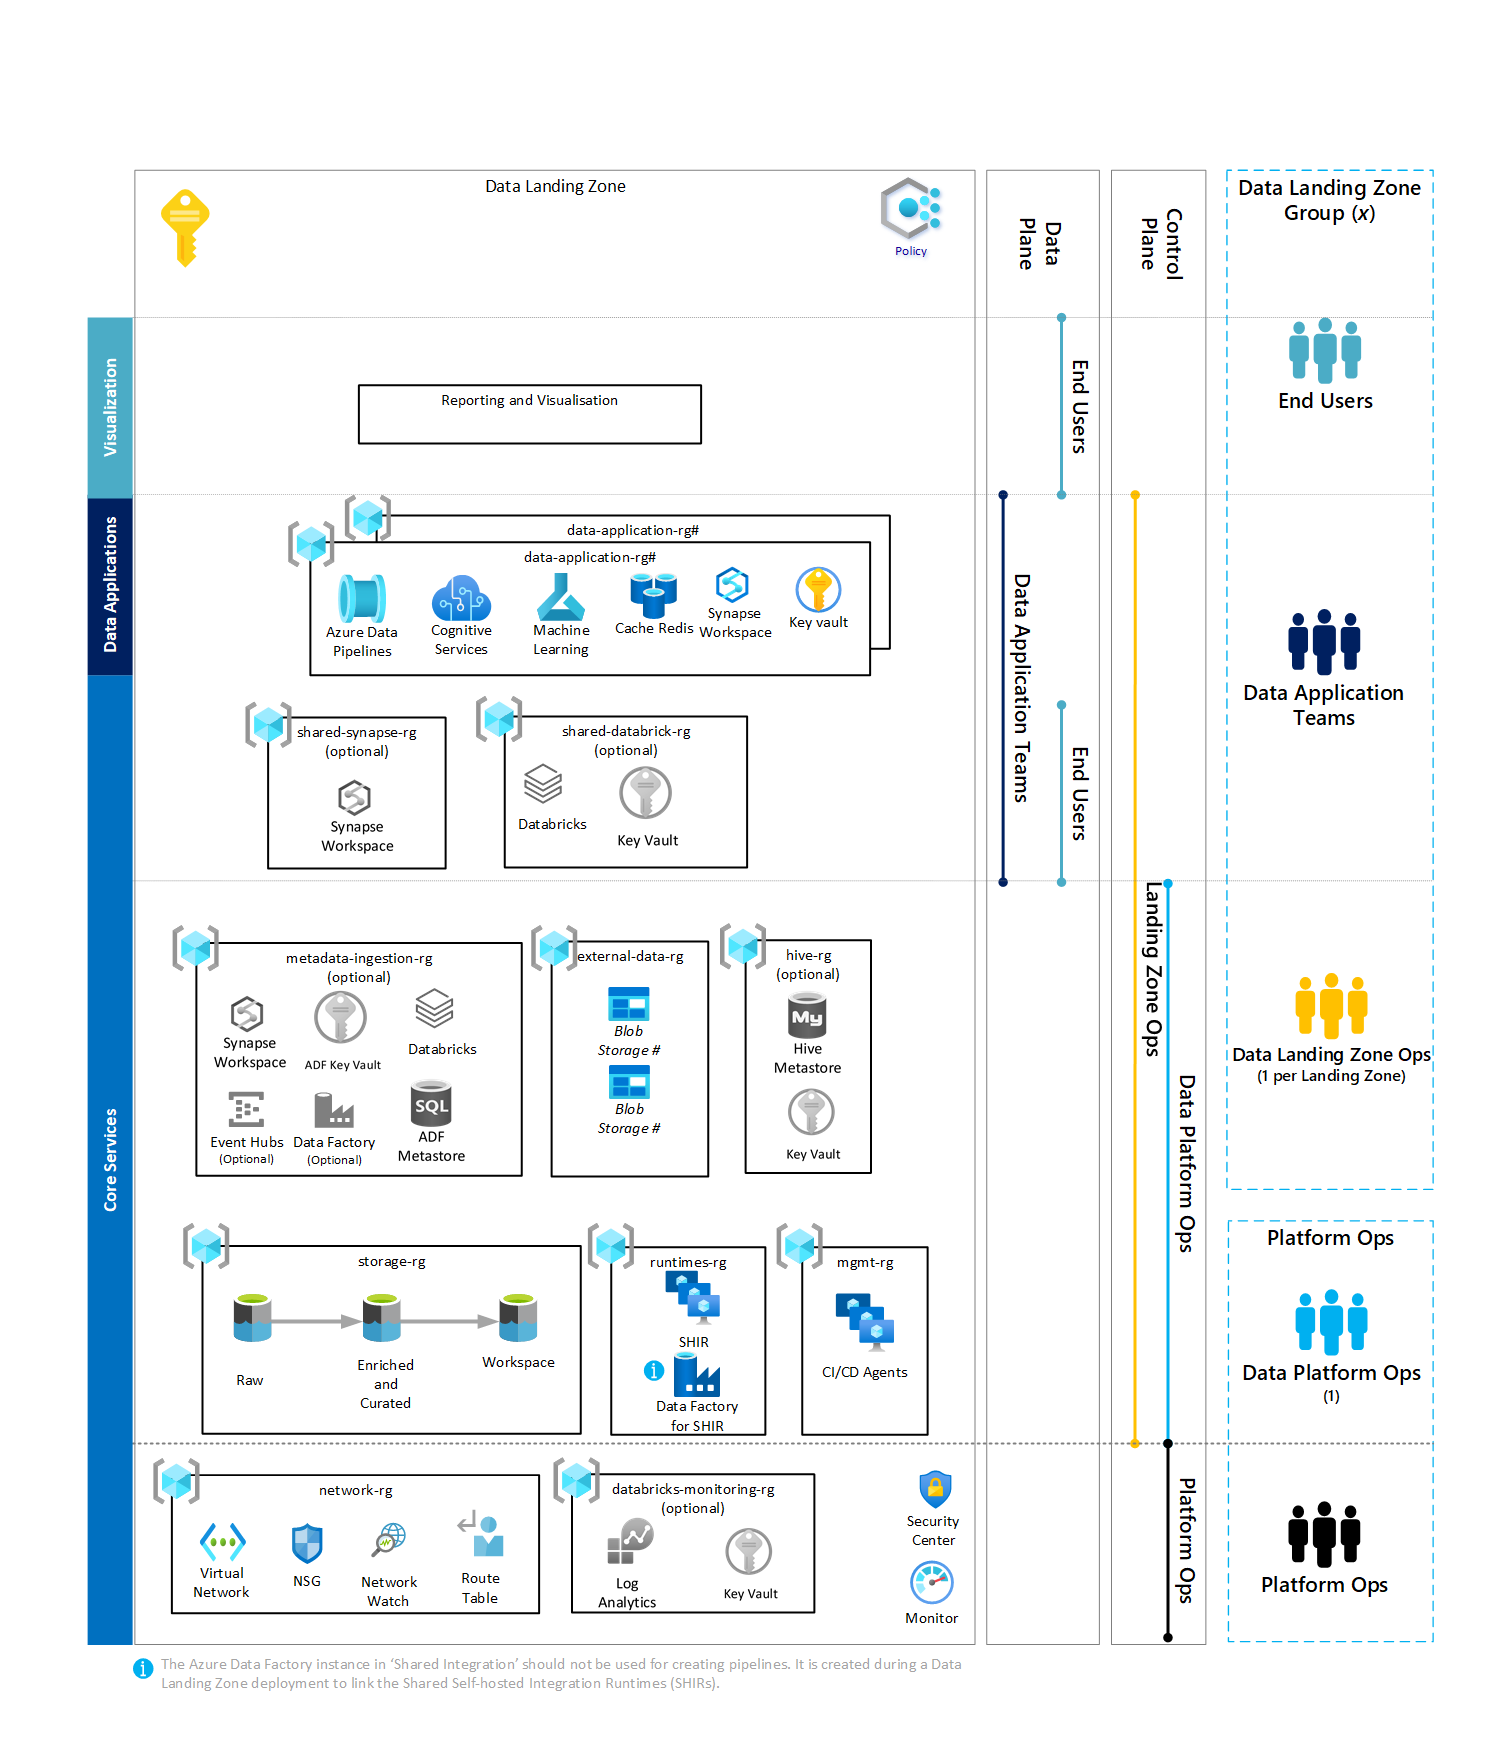 Data Landing Zone
Policy
Data
Plane
Control
Plane
Data Landing Zone
Group (x)
Visualization
Reporting and Visualisation
End Users
End Users
Data Applications
data-application-rg#
data-application-rg#
Azure Data
Pipelines
Cognitive
Services
Machine
Learning
Cache Redis
Synapse
Workspace
Key vault
Data Application Teams
Data Application
Teams
Core Services
shared-synapse-rg
(optional)
Synapse
Workspace
shared-databrick-rg
(optional)
Databricks
Key Vault
End Users
metadata-ingestion-rg
(optional)
Synapse
Workspace
ADF Key Vault
Databricks
Event Hubs
(Optional)
Data Factory
(Optional)
SQL
ADF
Metastore
external-data-rg
Blob
Storage #
Blob
Storage #
hive-rg
(optional)
My
Hive
Metastore
Key Vault
Landing Zone Ops
Data Platform Ops
Data Landing Zone Ops
(1 per Landing Zone)
storage-rg
Raw
Enriched
and
Curated
Workspace
runtimes-rg
SHIR
Data Factory
for SHIR
mgmt-rg
CI/CD Agents
Platform Ops
Data Platform Ops
(1)
network-rg
Virtual
Network
NSG
Network
Watch
Route
Table
databricks-monitoring-rg
(optional)
Log
Analytics
Key Vault
Security
Center
Monitor
Platform Ops
Platform Ops
i The Azure Data Factory instance in ‘Shared Integration’ should not be used for creating pipelines. It is created during a Data
Landing Zone deployment to link the Shared Self-hosted Integration Runtimes (SHIRs).